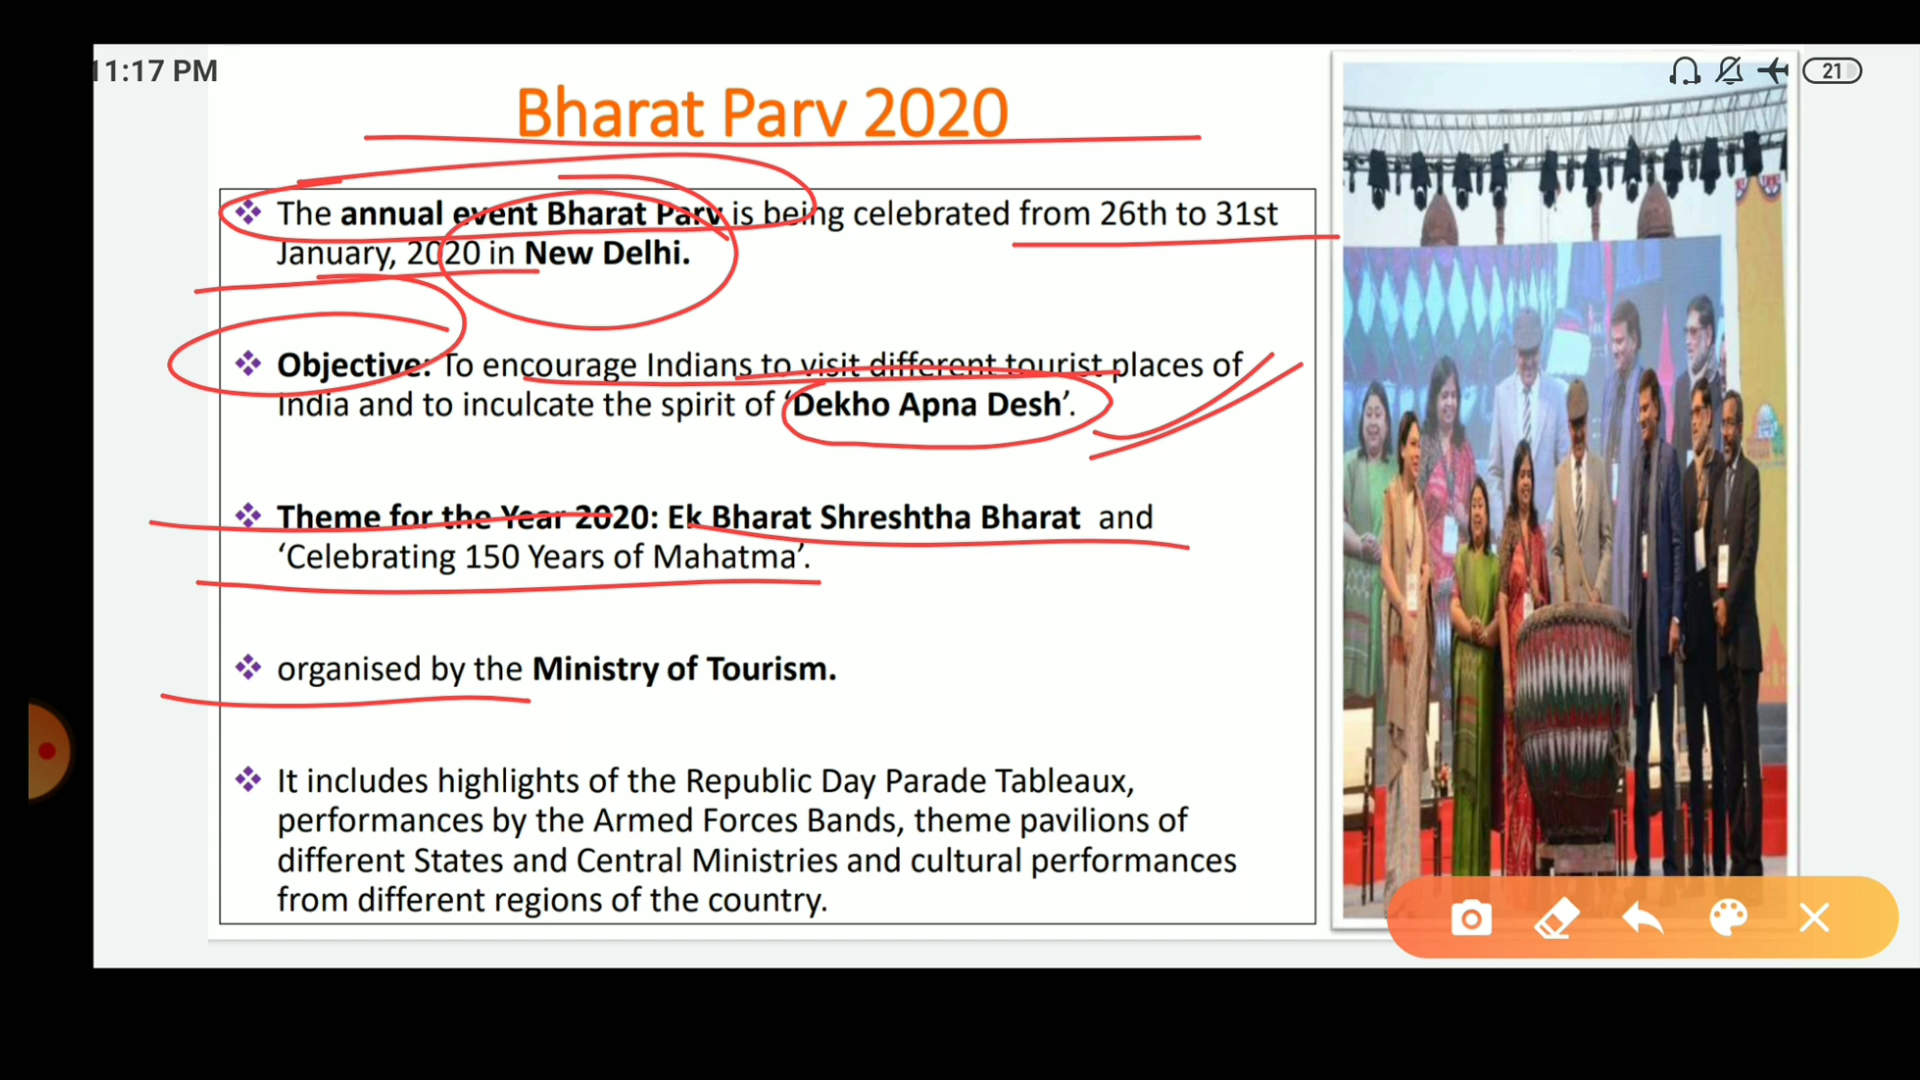 11:17 PM
21
Bharat Parv 2020
The annual event Bharat Parv is being celebrated from 26th to 31st
January, 2020 in New Delhi.
Objective: To encourage Indians to visit different tourist places of
India and to inculcate the spirit of ‘Dekho Apna Desh’.
Theme for the Year 2020: Ek Bharat Shreshtha Bharat and
‘Celebrating 150 Years of Mahatma’.
organised by the Ministry of Tourism.
It includes highlights of the Republic Day Parade Tableaux,
performances by the Armed Forces Bands, theme pavilions of
different States and Central Ministries and cultural performances
from different regions of the country.